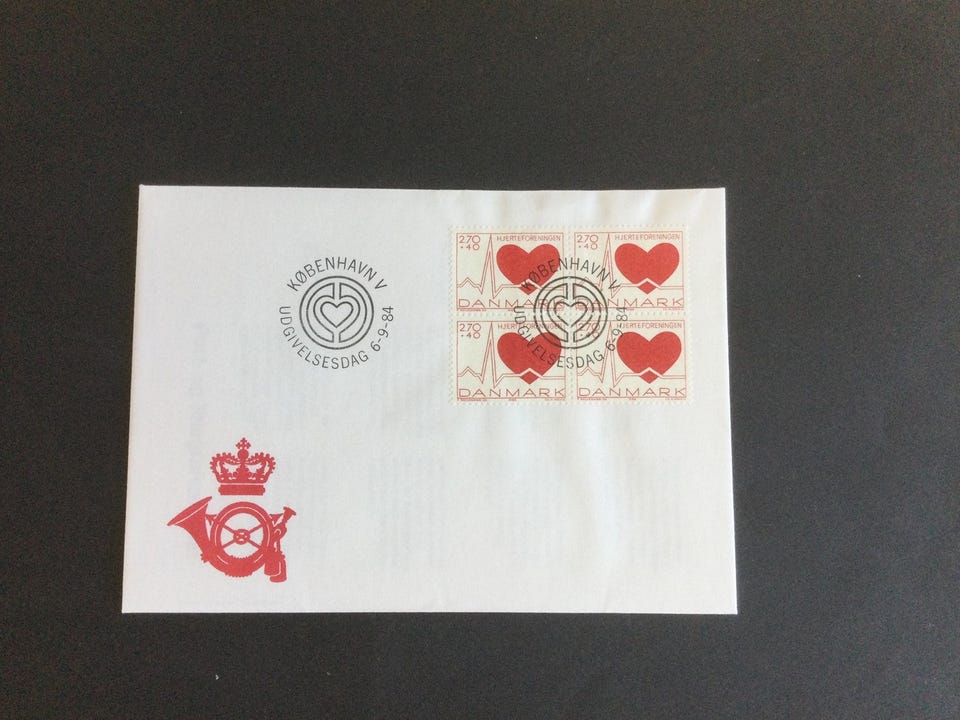 KØBENHAVN V
UDGIVELSESDAG 6-9-84
2.70
+40
HJERTEFORENINGEN
DANMARK
2.70
+40
HJERTEFORENINGEN
DANMARK
KØBENHAVN V
UDGIVELSESDAG 6-9-84
2.70
+40
HJERTEFORENINGEN
DANMARK
2.70
HJERTEFORENINGEN
DANMARK